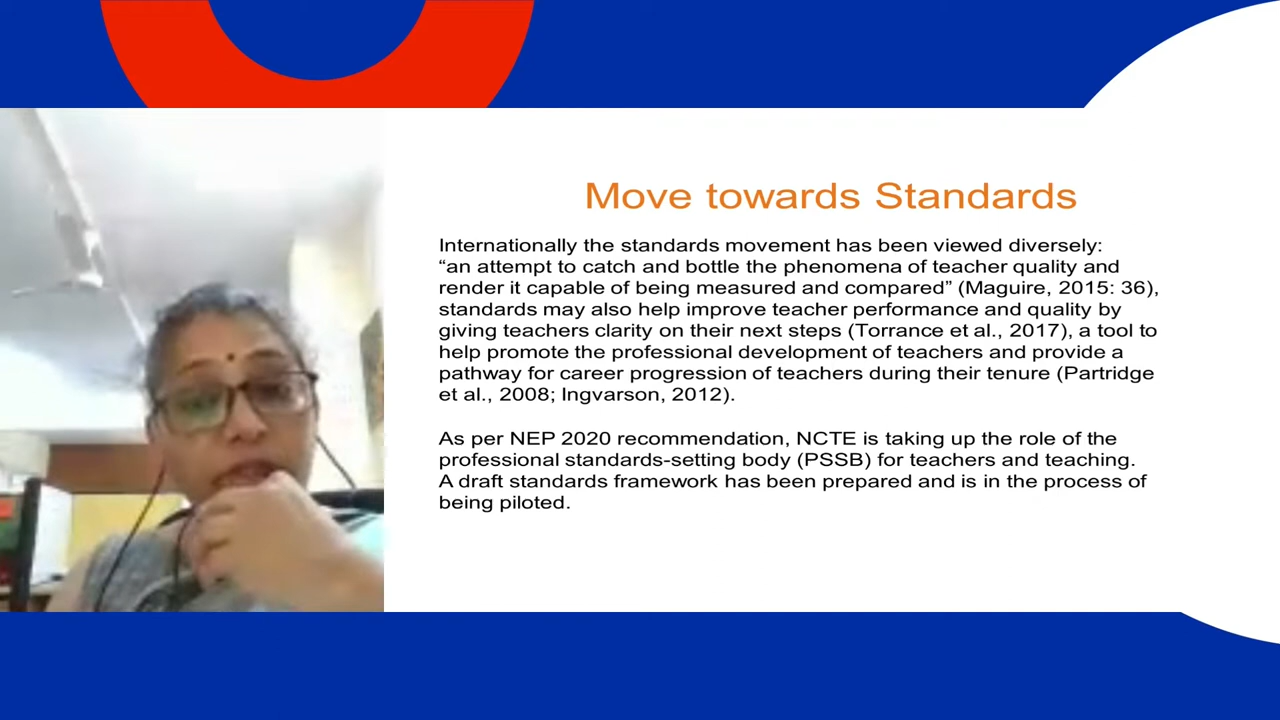 Move towards Standards
Internationally the standards movement has been viewed diversely:
“an attempt to catch and bottle the phenomena of teacher quality and
render it capable of being measured and compared” (Maguire, 2015: 36),
standards may also help improve teacher performance and quality by
giving teachers clarity on their next steps (Torrance et al., 2017), a tool to
help promote the professional development of teachers and provide a
pathway for career progression of teachers during their tenure (Partridge
et al., 2008; Ingvarson, 2012).
As per NEP 2020 recommendation, NCTE is taking up the role of the
professional standards-setting body (PSSB) for teachers and teaching.
A draft standards framework has been prepared and is in the process of
being piloted.